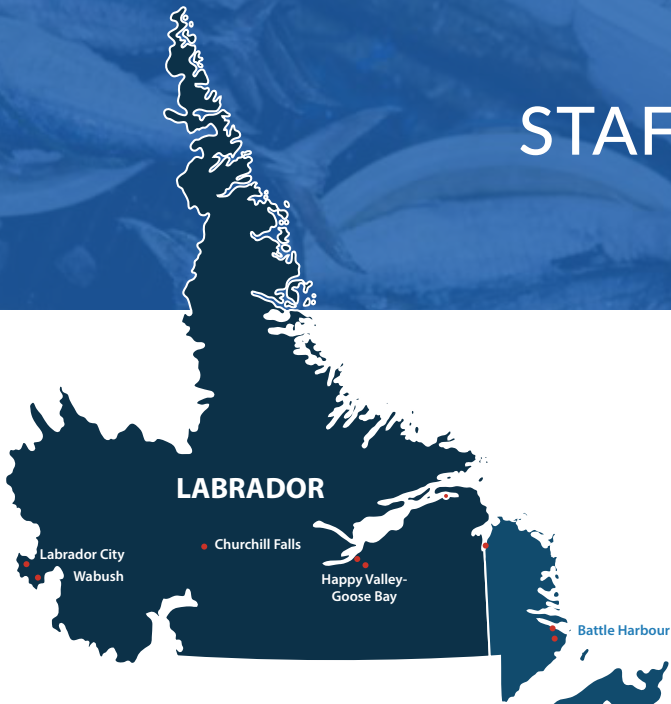 STAF
LABRADOR
Churchill Falls
Labrador City
Wabush
Happy Valley-
Goose Bay
Battle Harbour